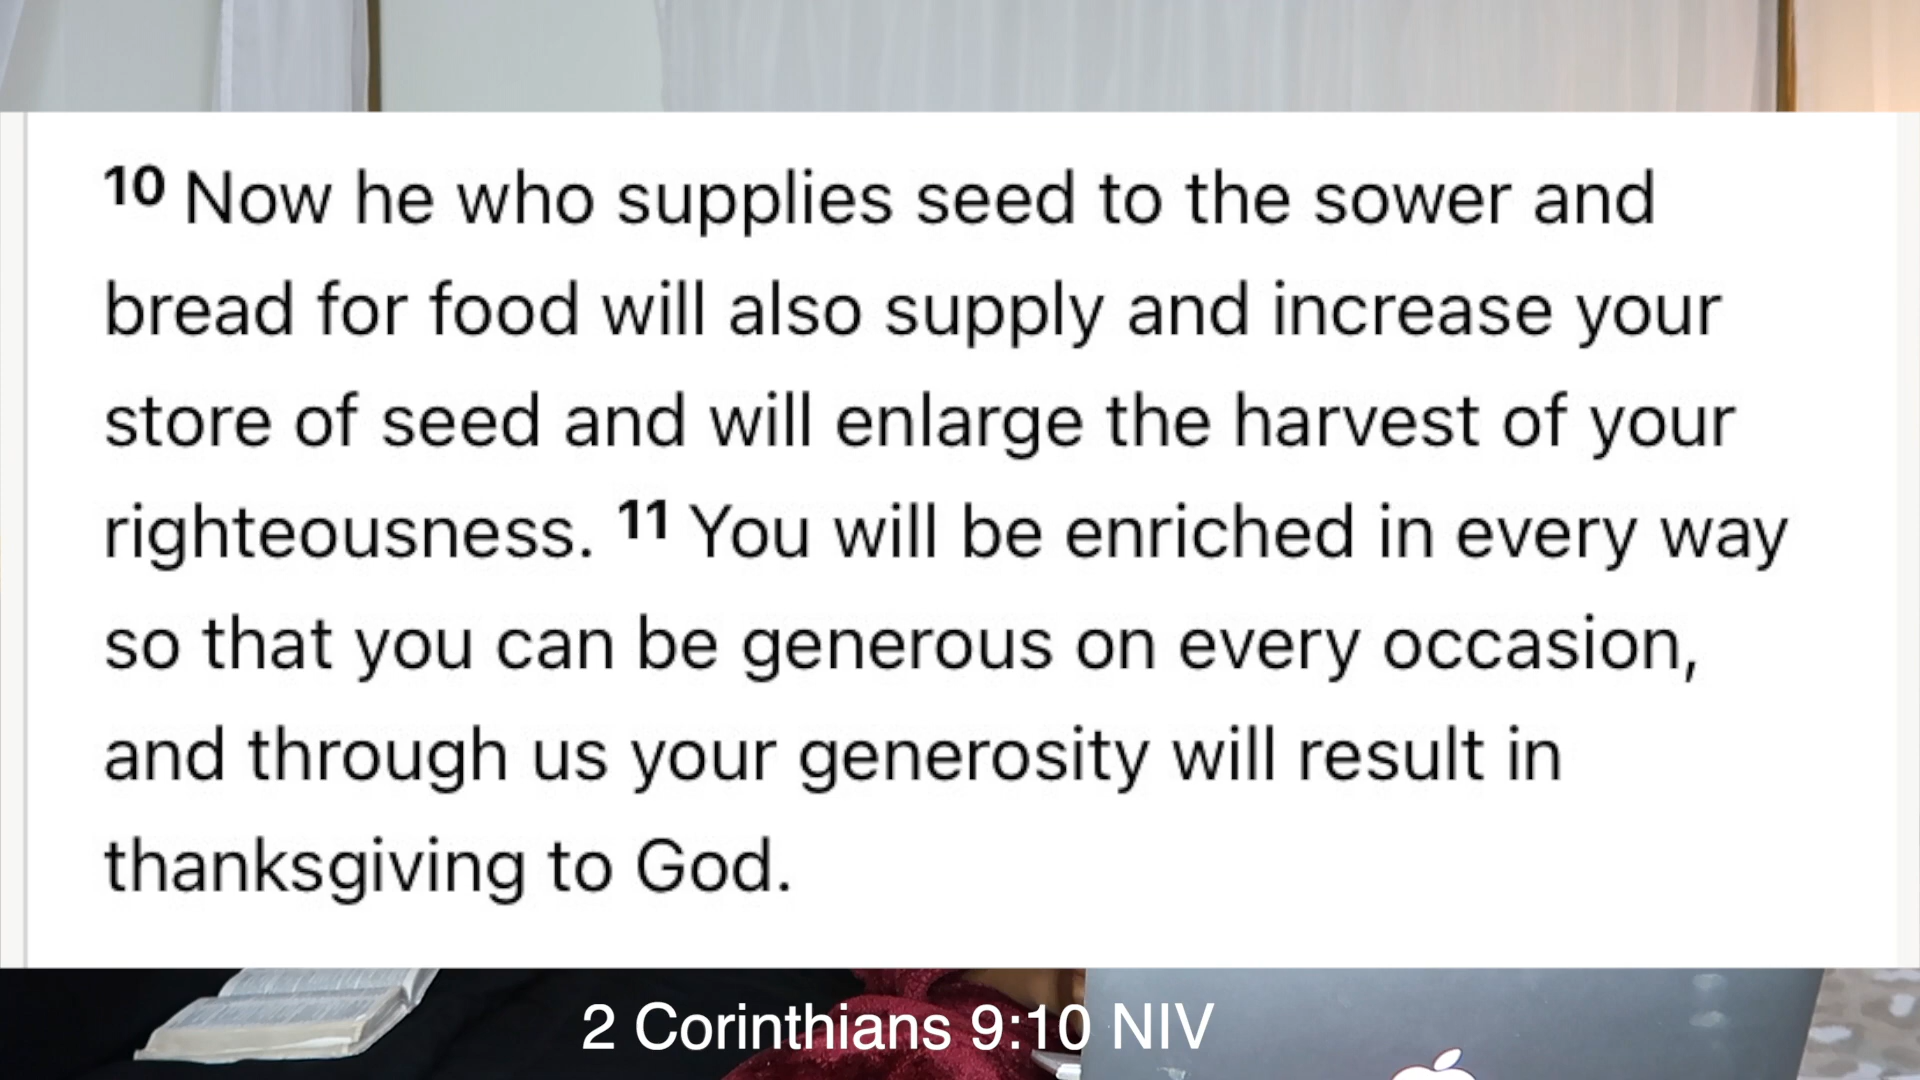 10 Now he who supplies seed to the sower and
bread for food will also supply and increase your
store of seed and will enlarge the harvest of your
righteousness. 11 You will be enriched in every way
so that you can be generous on every occasion,
and through us your generosity will result in
thanksgiving to God.
2 Corinthians 9:10 NIV